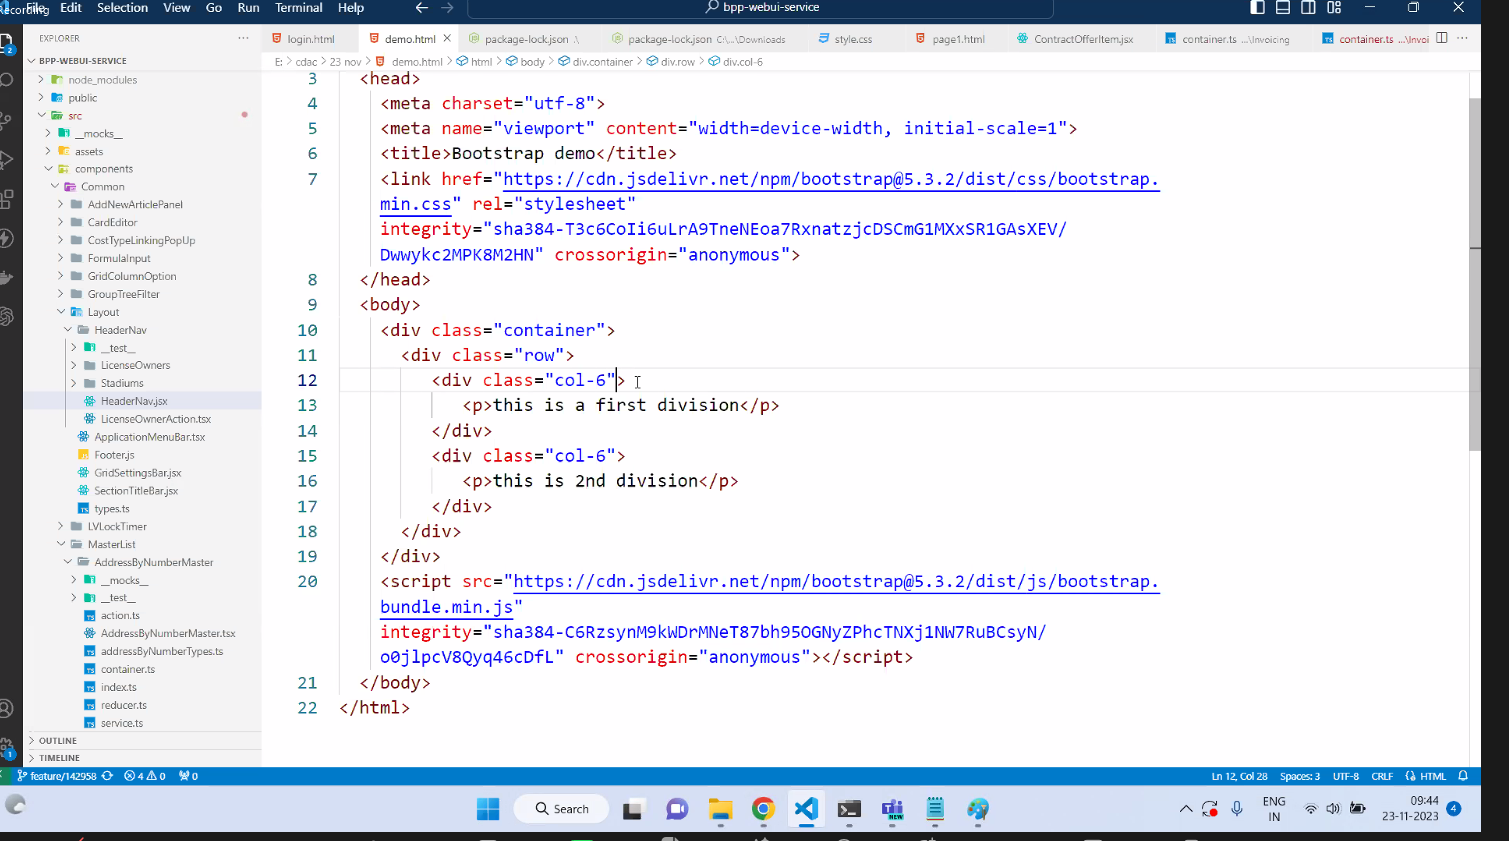 Recording
File Edit Selection View Go Run Terminal Help
bpp-webui-service
EXPLORER
login.html
demo.html
package-lock.json .\
package-lock.json C:\...\Downloads
style.css
page1.html
ContractOfferItem.jsx
container.ts ...\Invoicing
container.ts ...\Invoi
BPP-WEBUI-SERVICE
E: > cdac > 23 nov > demo.html > html > body > div.container > div.row > div.col-6
node_modules
public
src
__mocks__
assets
components
Common
AddNewArticlePanel
CardEditor
CostTypeLinkingPopUp
FormulaInput
GridColumnOption
GroupTreeFilter
Layout
HeaderNav
__test__
LicenseOwners
Stadiums
HeaderNav.jsx
LicenseOwnerAction.tsx
ApplicationMenuBar.tsx
Footer.js
GridSettingsBar.jsx
SectionTitleBar.jsx
types.ts
LVLockTimer
MasterList
AddressByNumberMaster
__mocks__
__test__
action.ts
AddressByNumberMaster.tsx
addressByNumberTypes.ts
container.ts
index.ts
reducer.ts
service.ts
OUTLINE
TIMELINE
3 <head>
4 <meta charset="utf-8">
5 <meta name="viewport" content="width=device-width, initial-scale=1">
6 <title>Bootstrap demo</title>
7 <link href="https://cdn.jsdelivr.net/npm/bootstrap@5.3.2/dist/css/bootstrap.
min.css" rel="stylesheet"
integrity="sha384-T3c6CoIi6uLrA9TneNEoa7RxnatzjcDSCmG1MXxSR1GAsXEV/
Dwwykc2MPK8M2HN" crossorigin="anonymous">
8 </head>
9 <body>
10 <div class="container">
11 <div class="row">
12 <div class="col-6">
13 <p>this is a first division</p>
14 </div>
15 <div class="col-6">
16 <p>this is 2nd division</p>
17 </div>
18 </div>
19 </div>
20 <script src="https://cdn.jsdelivr.net/npm/bootstrap@5.3.2/dist/js/bootstrap.
bundle.min.js"
integrity="sha384-C6RzsynM9kWDrMNeT87bh95OGNyZPhcTNXj1NW7RuBCsyN/
o0jlpcV8Qyq46cDfL" crossorigin="anonymous"></script>
21 </body>
22 </html>
feature/142958 4 0 0
Ln 12, Col 28 Spaces: 3 UTF-8 CRLF HTML
Search
NEW
ENG
IN
09:44
23-11-2023
4
2
1